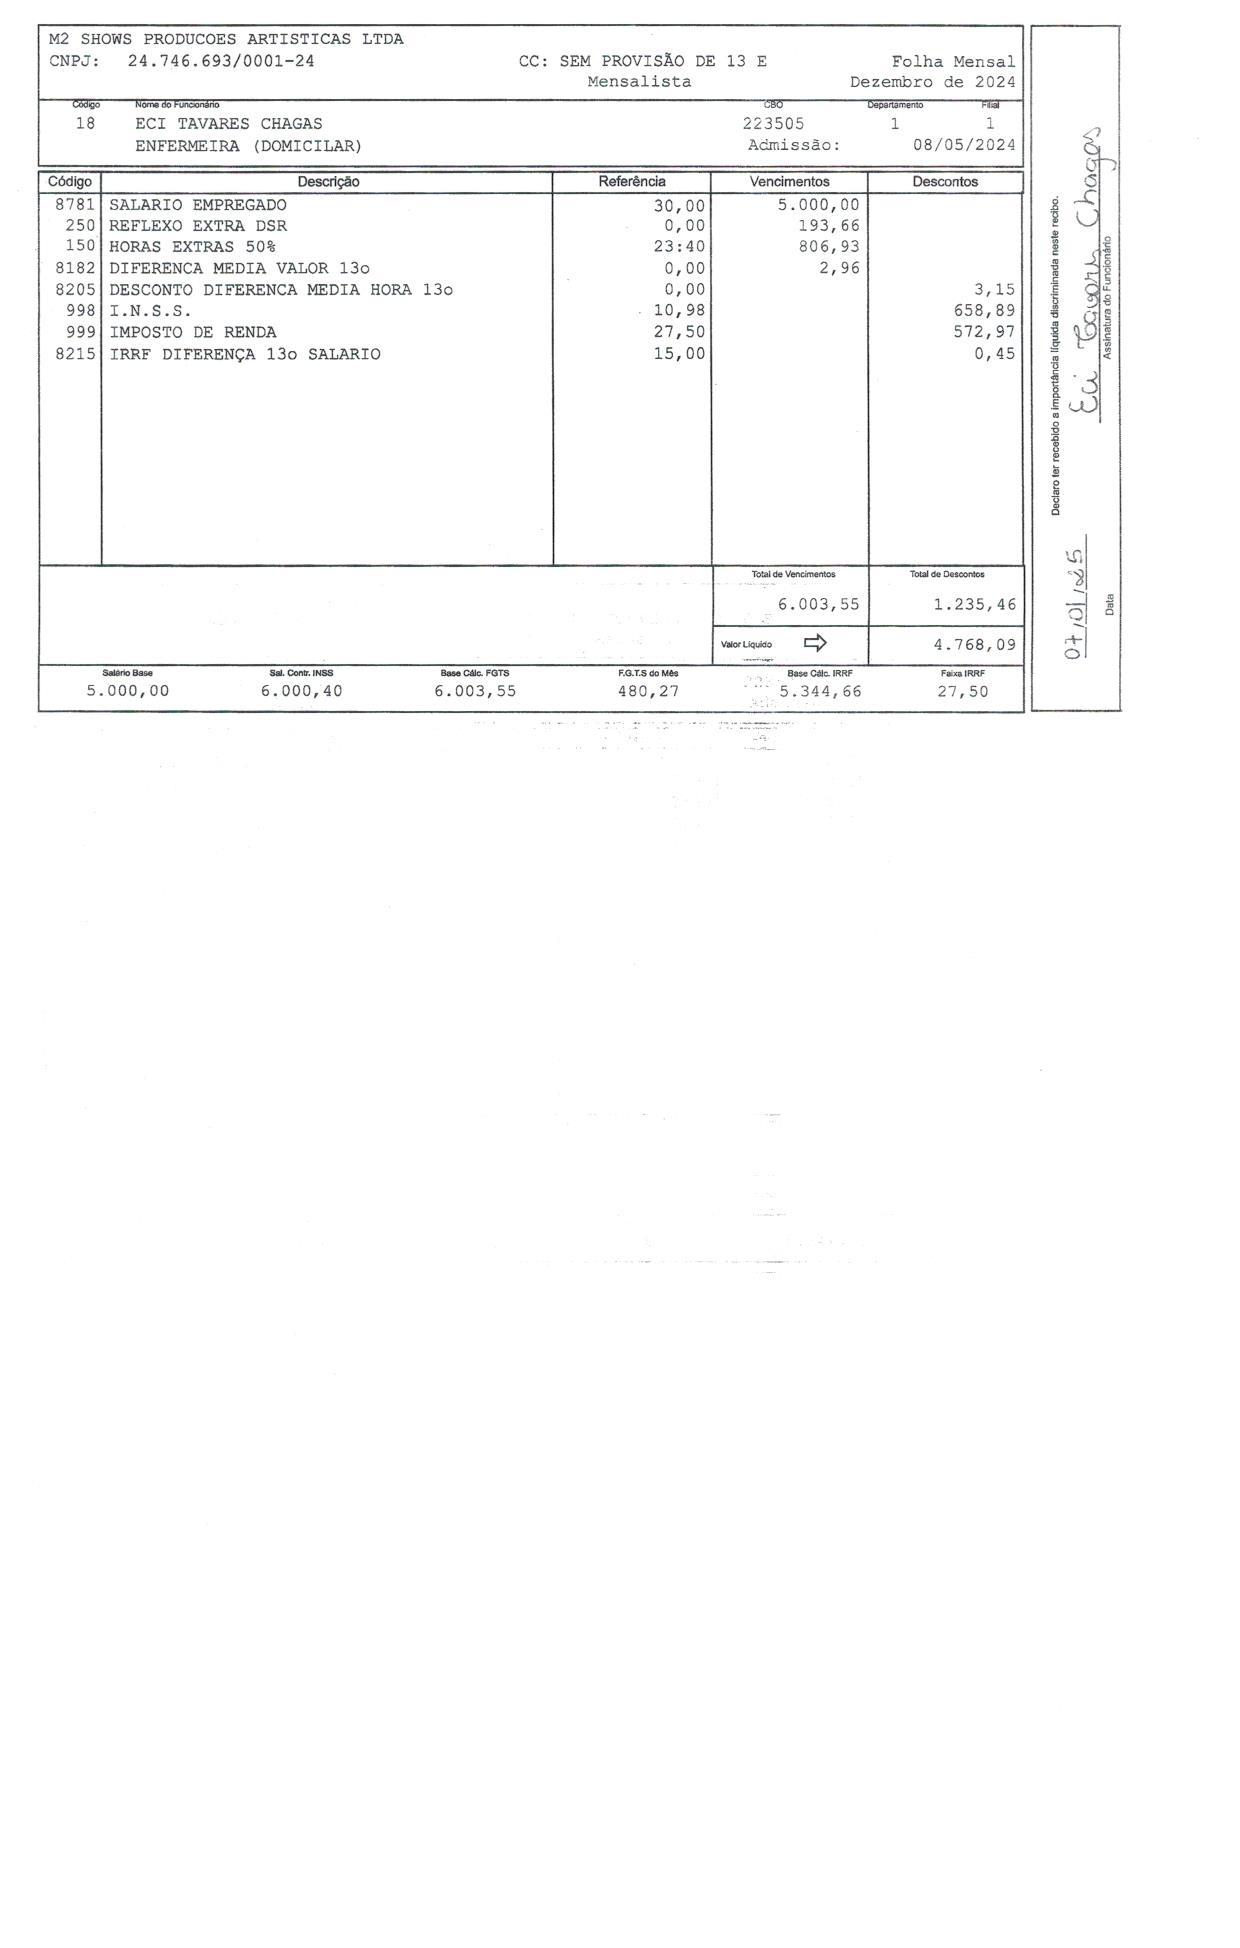 M2 SHOWS PRODUCOES ARTISTICAS LTDA
CNPJ: 24.746.693/0001-24 CC: SEM PROVISÃO DE 13 E Folha Mensal
Mensalista Dezembro de 2024
Código Nome do Funcionário CBO Departamento Filial
18 ECI TAVARES CHAGAS 223505 1 1
ENFERMEIRA (DOMICILAR) Admissão: 08/05/2024
Código Descrição Referência Vencimentos Descontos
8781 SALARIO EMPREGADO 30,00 5.000,00
250 REFLEXO EXTRA DSR 0,00 193,66
150 HORAS EXTRAS 50% 23:40 806,93
8182 DIFERENCA MEDIA VALOR 13o 0,00 2,96
8205 DESCONTO DIFERENCA MEDIA HORA 13o 0,00 3,15
998 I.N.S.S. 10,98 658,89
999 IMPOSTO DE RENDA 27,50 572,97
8215 IRRF DIFERENÇA 13o SALARIO 15,00 0,45
Total de Vencimentos Total de Descontos
6.003,55 1.235,46
Valor Líquido 4.768,09
Salário Base Sal. Contr. INSS Base Cálc. FGTS F.G.T.S do Mês Base Cálc. IRRF Faixa IRRF
5.000,00 6.000,40 6.003,55 480,27 5.344,66 27,50
Declaro ter recebido a importância líquida discriminada neste recibo.
07/01/25 Eci Tavares Chagas
Data Assinatura do Funcionário